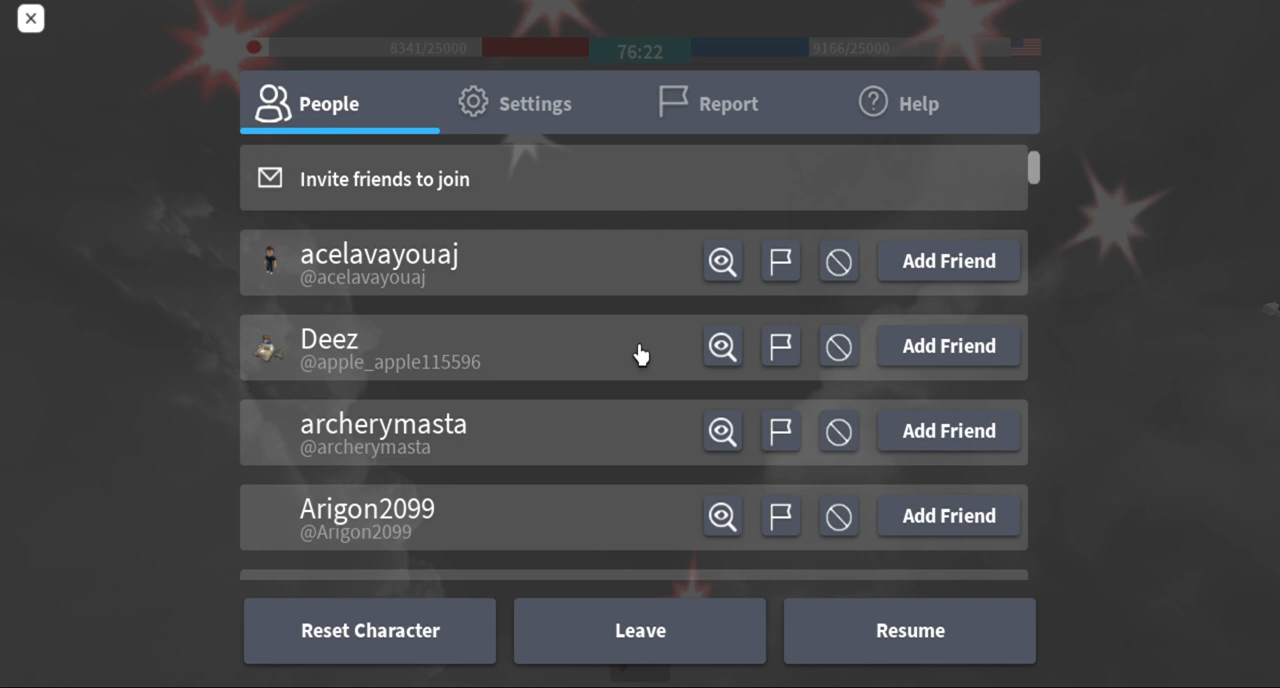 8341/25000 76:22 9166/25000
People Settings Report Help
Invite friends to join
acelavayouaj
@acelavayouaj
Add Friend
Deez
@apple_apple115596
Add Friend
archerymasta
@archerymasta
Add Friend
Arigon2099
@Arigon2099
Add Friend
Reset Character Leave Resume